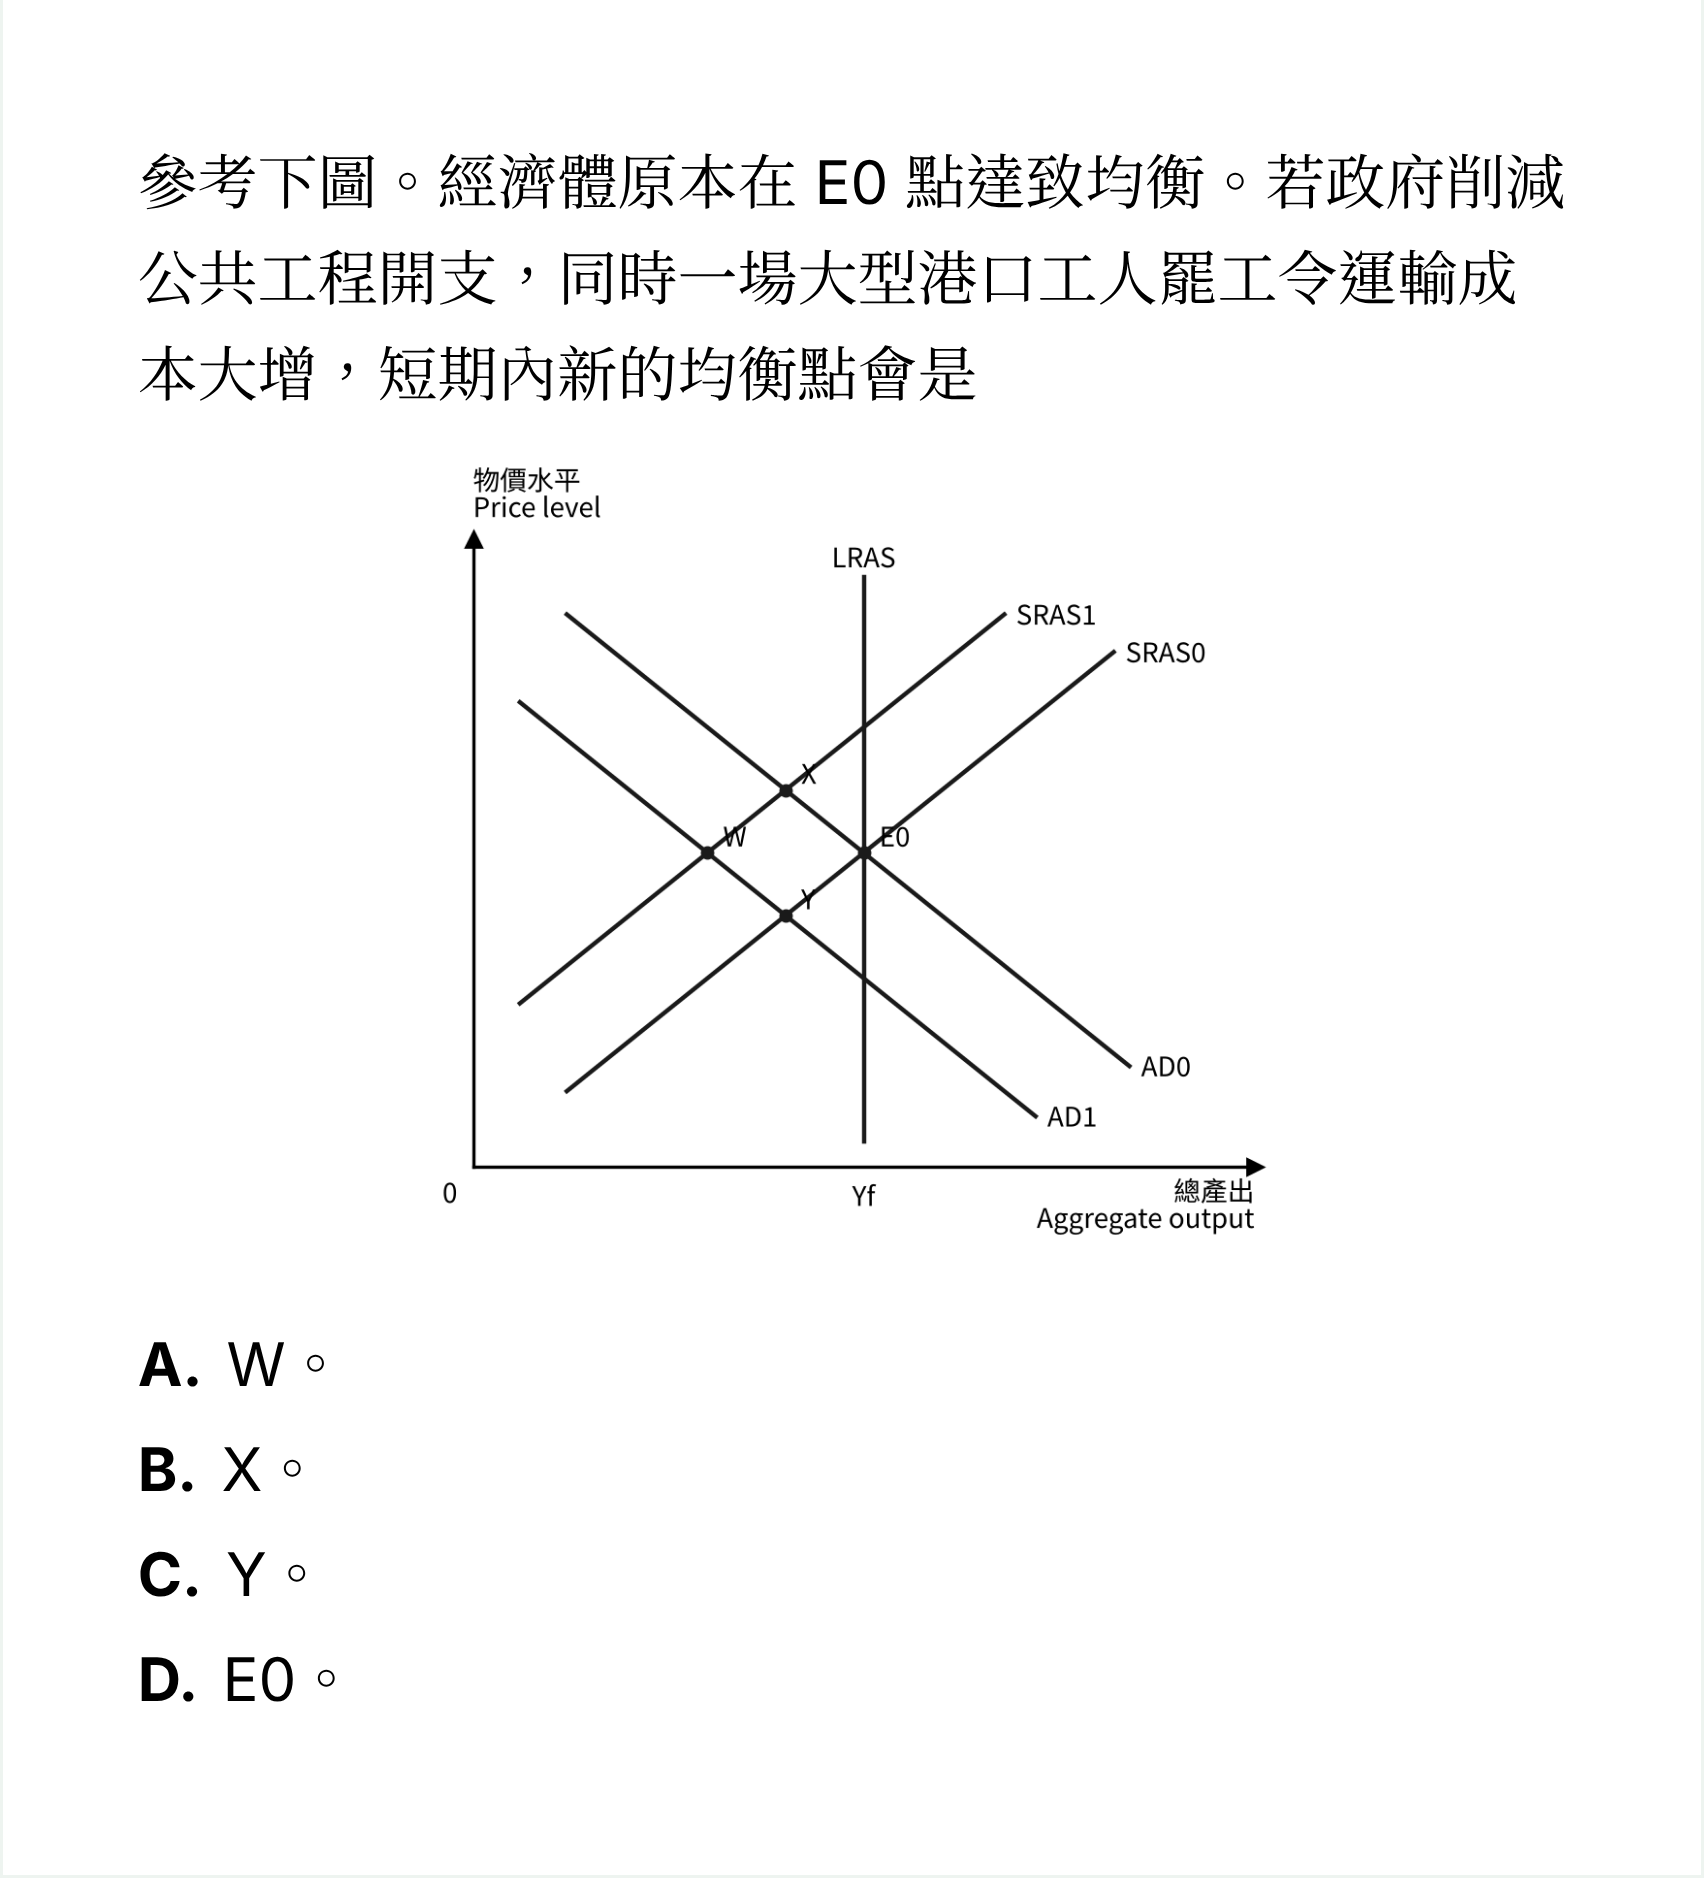 參考下圖。經濟體原本在 E0 點達致均衡。若政府削減
公共工程開支，同時一場大型港口工人罷工令運輸成
本大增，短期內新的均衡點會是
物價水平
Price level
LRAS
SRAS1
SRAS0
X
W
E0
Y
AD0
AD1
0
Yf
總產出
Aggregate output
A. W。
B. X。
C. Y。
D. E0。